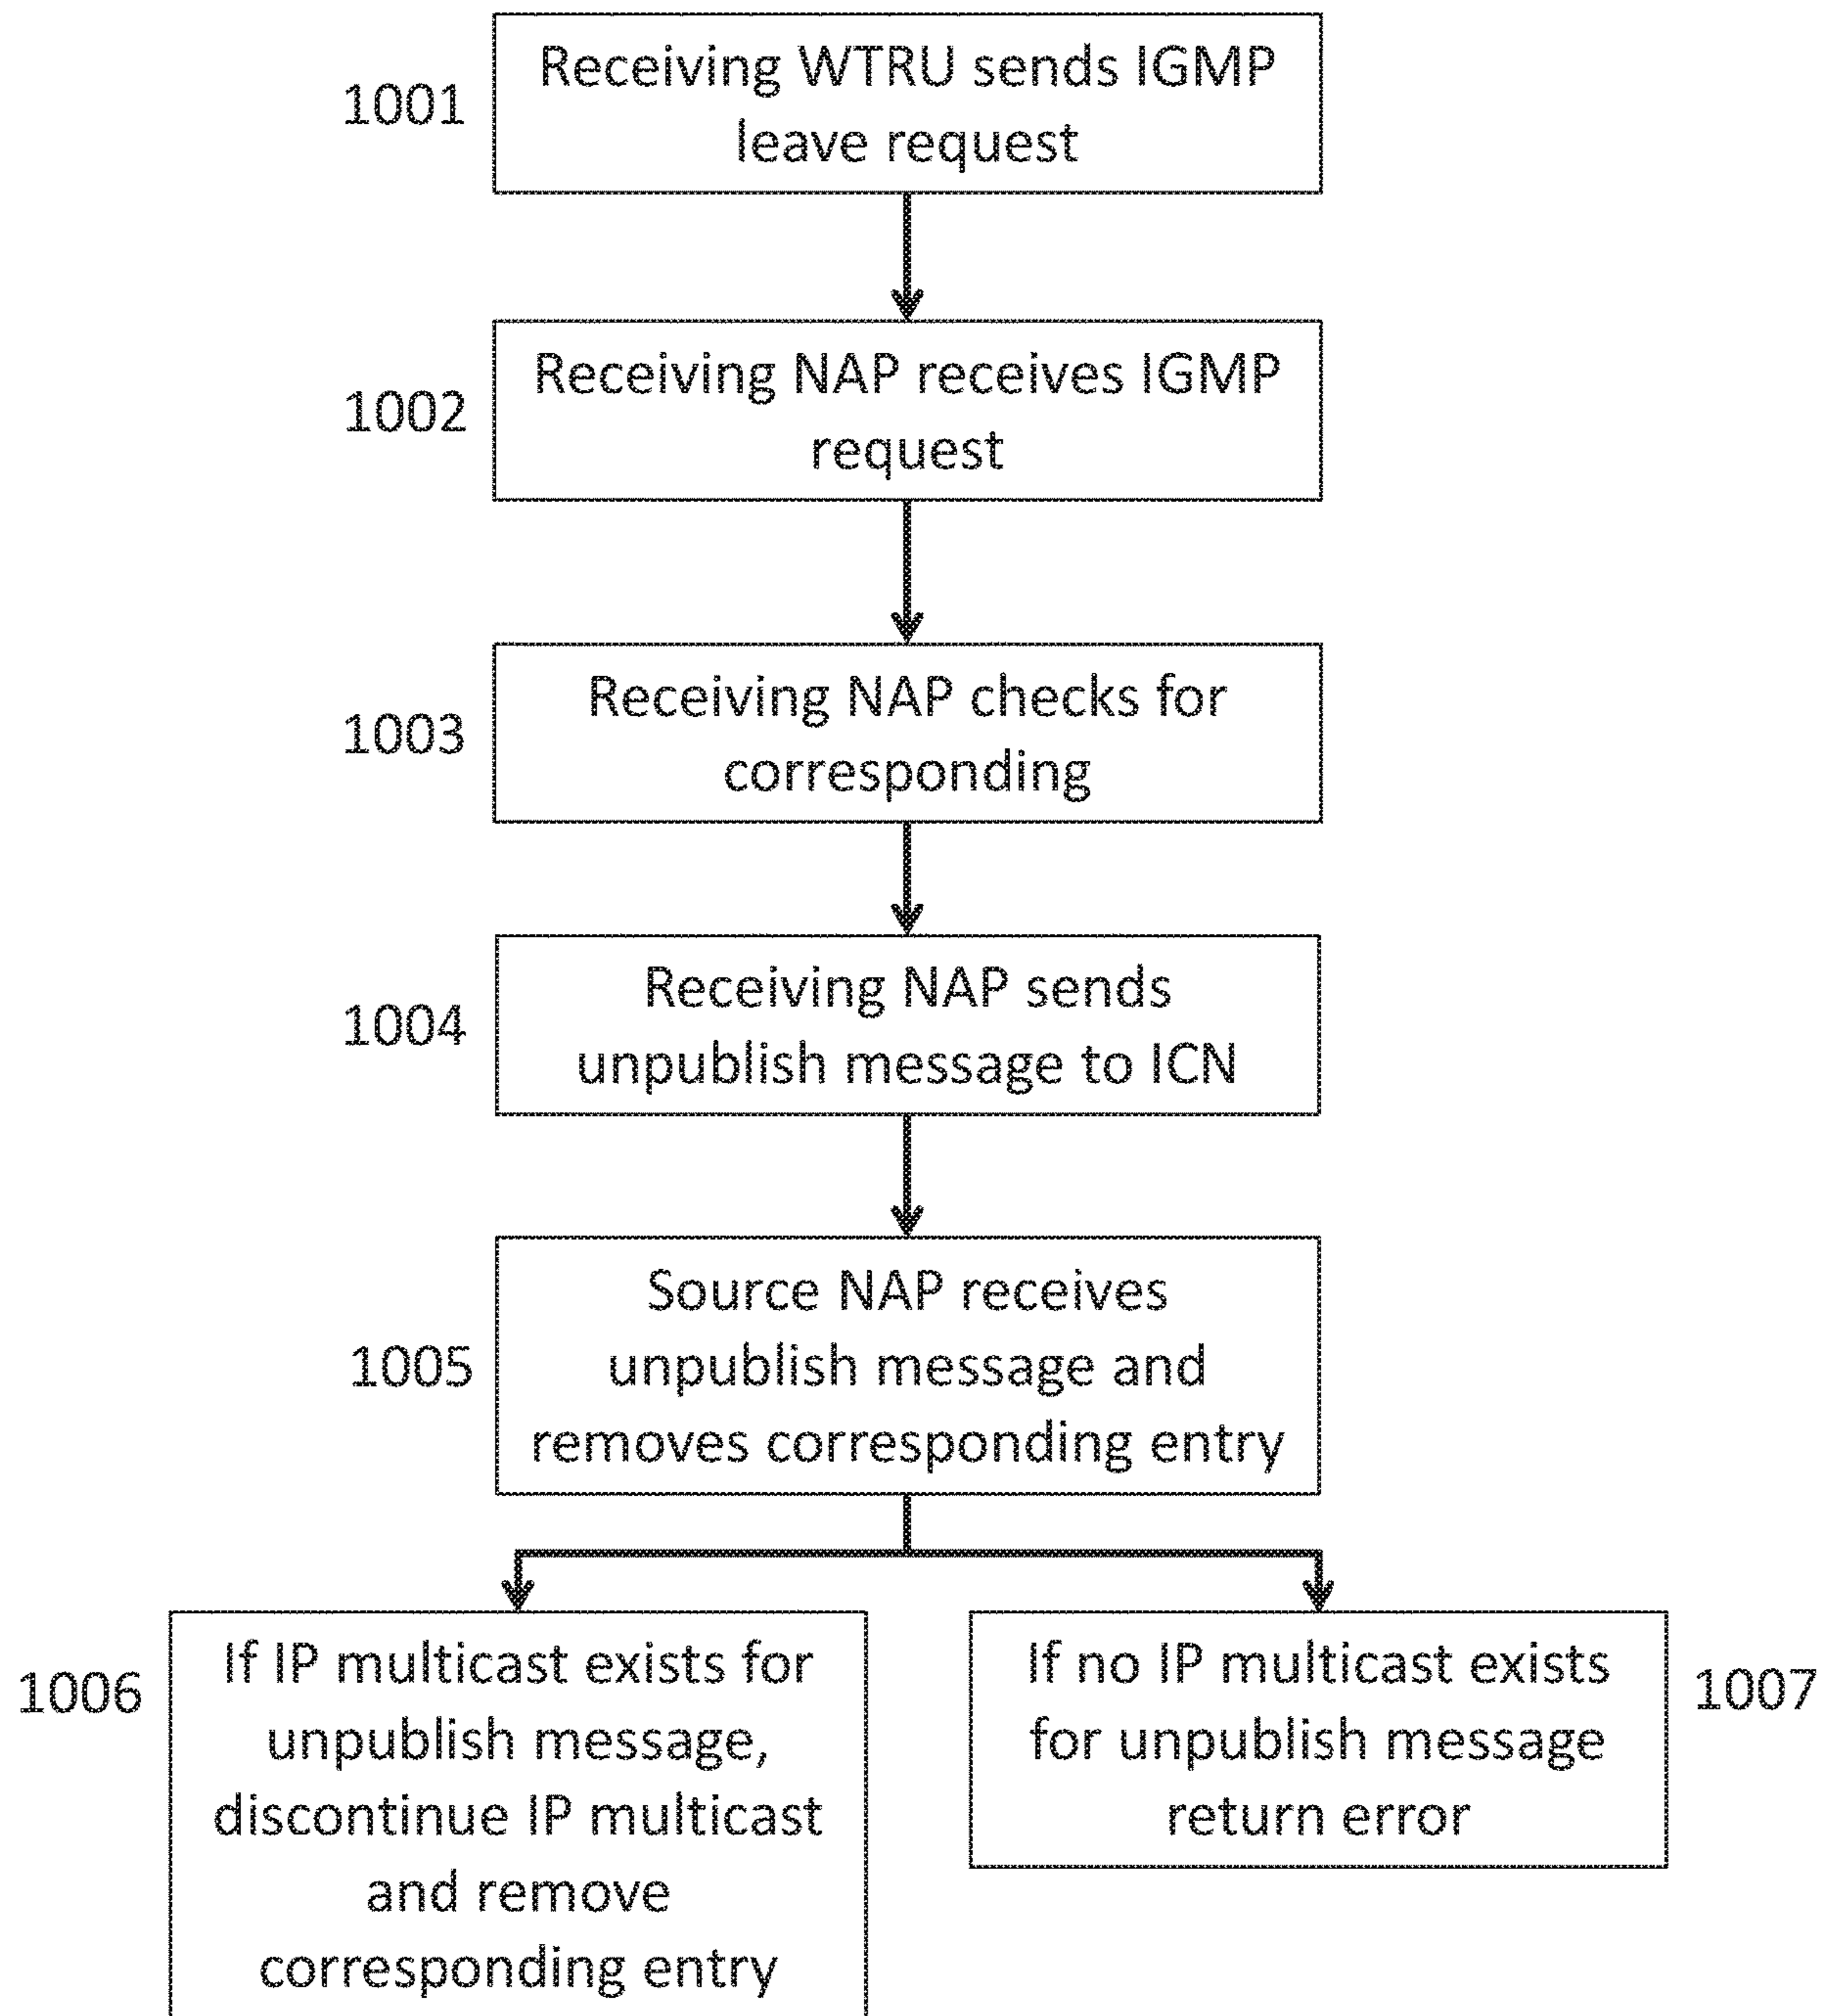 1001
Receiving WTRU sends IGMP
leave request
1002
Receiving NAP receives IGMP
request
1003
Receiving NAP checks for
corresponding
1004
Receiving NAP sends
unpublish message to ICN
1005
Source NAP receives
unpublish message and
removes corresponding entry
1006
If IP multicast exists for
unpublish message,
discontinue IP multicast
and remove
corresponding entry
If no IP multicast exists
for unpublish message
return error
1007